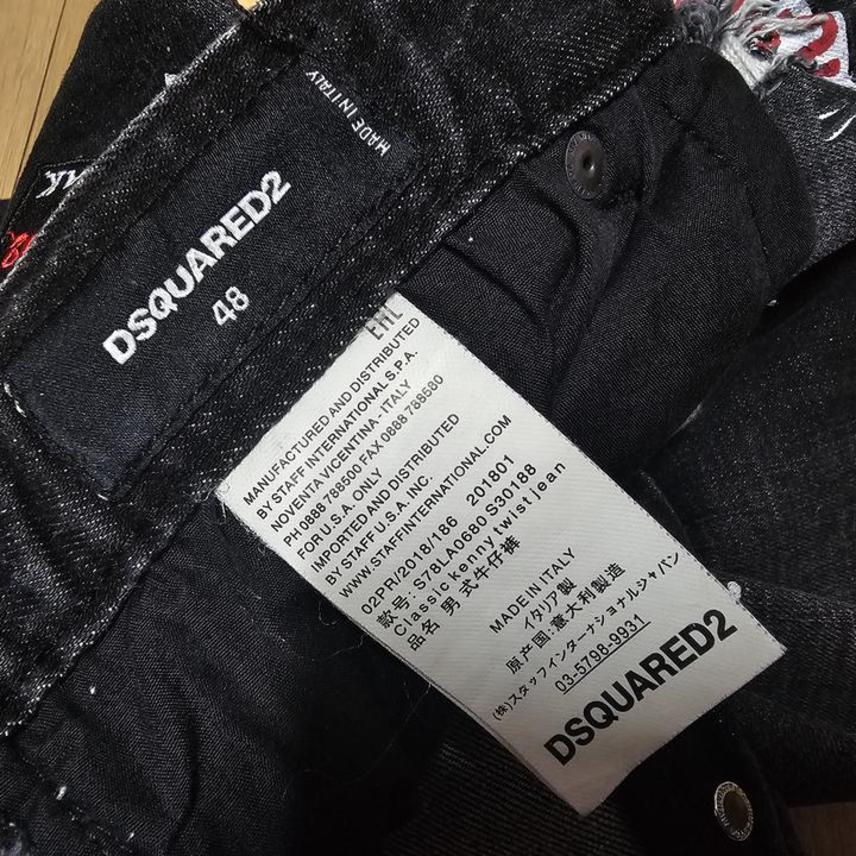 MADE IN ITALY
DSQUARED2
48
EHL
MANUFACTURED AND DISTRIBUTED
BY STAFF INTERNATIONAL S.P.A.
NOVENTA VICENTINA - ITALY
PH 0888 788500 FAX 0888 788580
FOR U.S.A. ONLY
IMPORTED AND DISTRIBUTED
BY STAFF U.S.A. INC.
WWW.STAFFINTERNATIONAL.COM
02PR/2018/186 201801
款号: S78LA0680 S30188
Classic kenny twist jean
品名 男 式牛仔裤
MADE IN ITALY
イタリア製
原产国:意大利製造
(株)スタッフインターナショナルジャパン
03-5798-9931
DSQUARED2